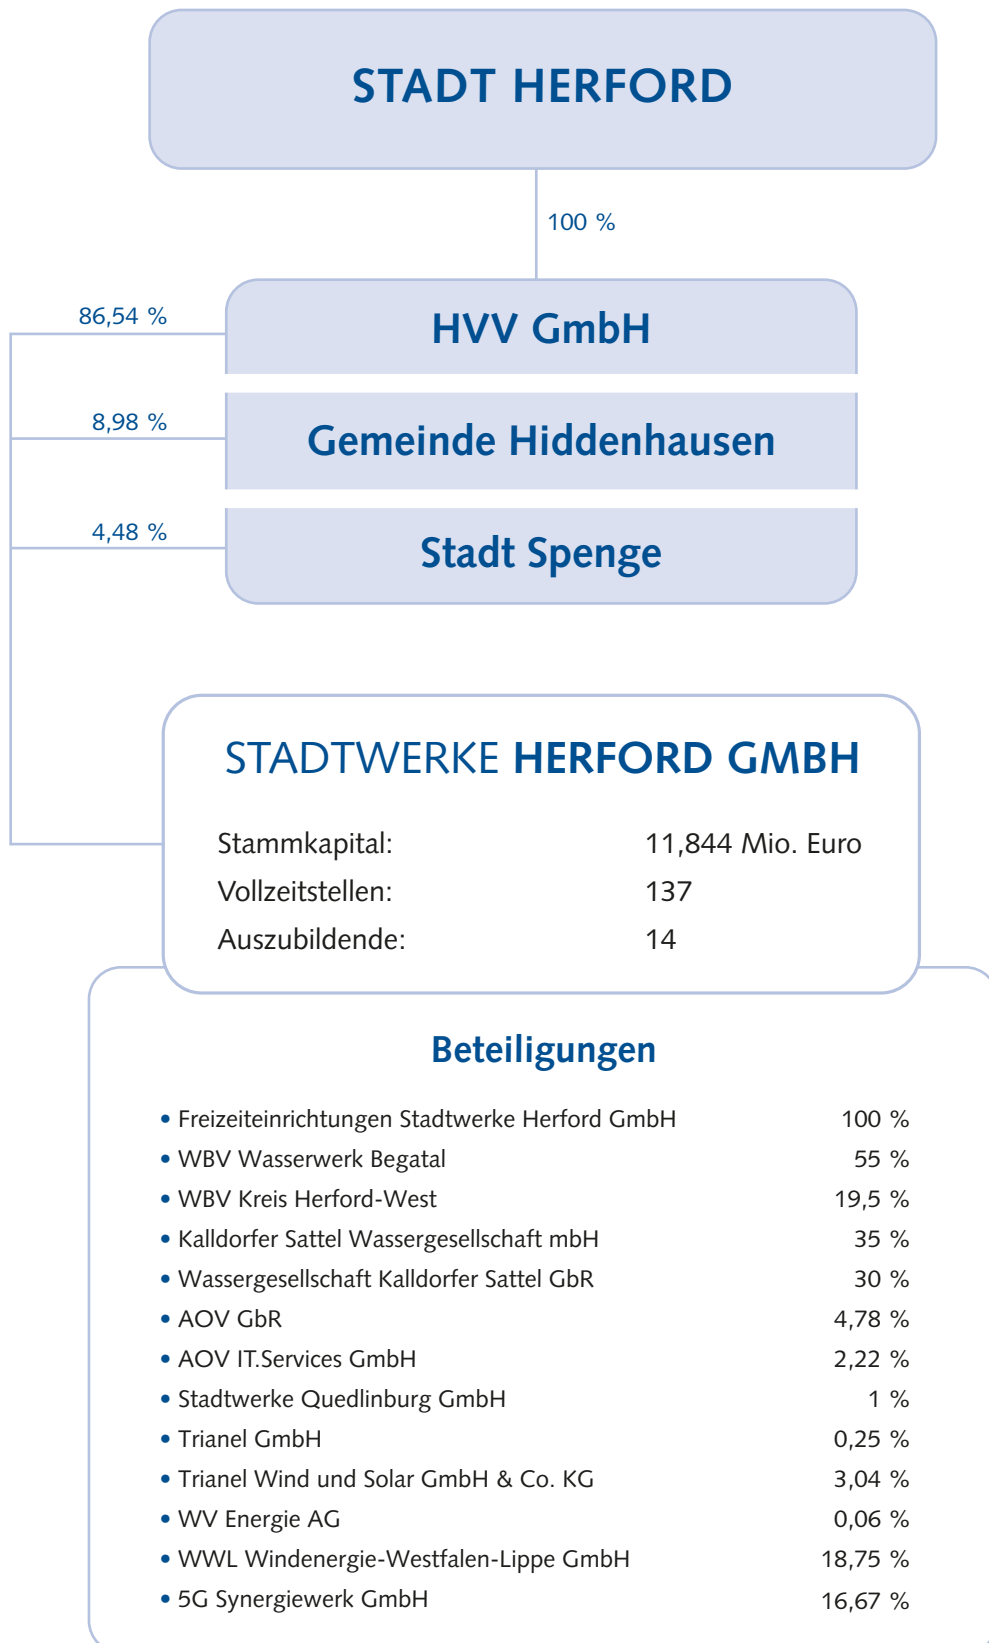 STADT HERFORD
100 %
86,54 %
HVV GmbH
8,98 %
Gemeinde Hiddenhausen
4,48 %
Stadt Spenge
STADTWERKE HERFORD GMBH
Stammkapital: 11,844 Mio. Euro
Vollzeitstellen: 137
Auszubildende: 14
Beteiligungen
• Freizeiteinrichtungen Stadtwerke Herford GmbH 100 %
• WBV Wasserwerk Begatal 55 %
• WBV Kreis Herford-West 19,5 %
• Kalldorfer Sattel Wassergesellschaft mbH 35 %
• Wassergesellschaft Kalldorfer Sattel GbR 30 %
• AOV GbR 4,78 %
• AOV IT.Services GmbH 2,22 %
• Stadtwerke Quedlinburg GmbH 1 %
• Trianel GmbH 0,25 %
• Trianel Wind und Solar GmbH & Co. KG 3,04 %
• WV Energie AG 0,06 %
• WWL Windenergie-Westfalen-Lippe GmbH 18,75 %
• 5G Synergiewerk GmbH 16,67 %